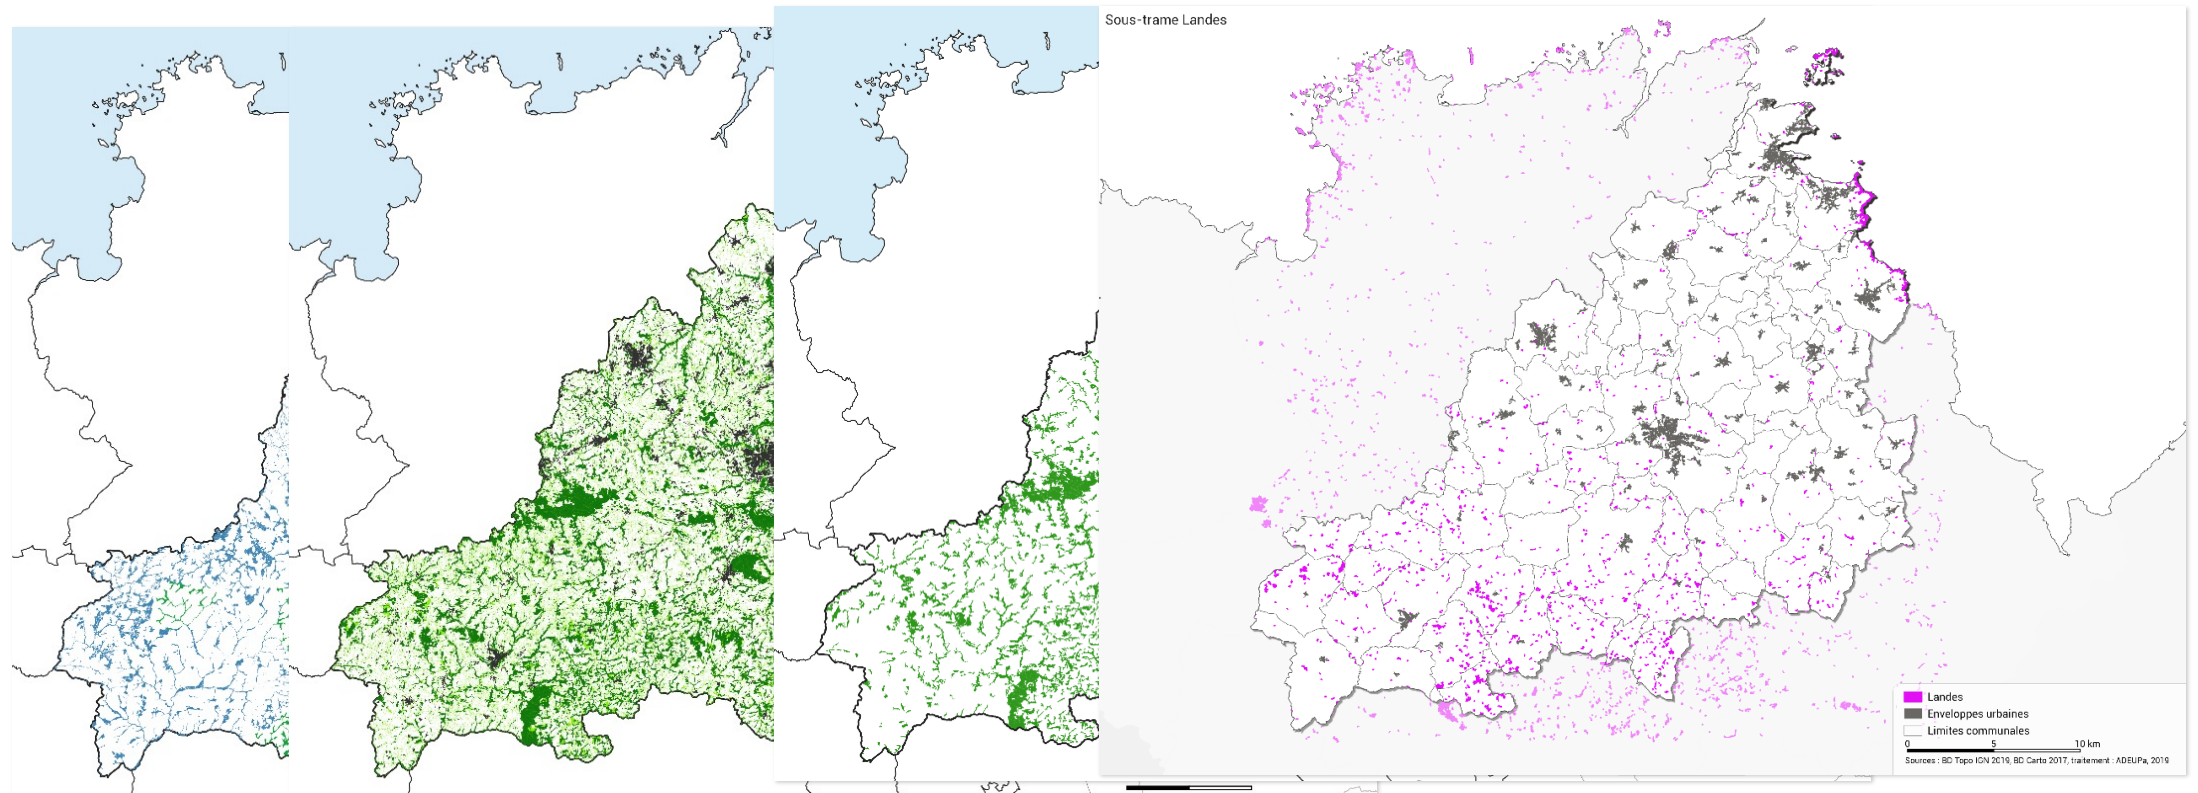 Sous-trame Landes
Landes
Enveloppes urbaines
Limites communales
0 5 10 km
Sources : BD Topo IGN 2019, BD Carto 2017, traitement : ADEUPa, 2019